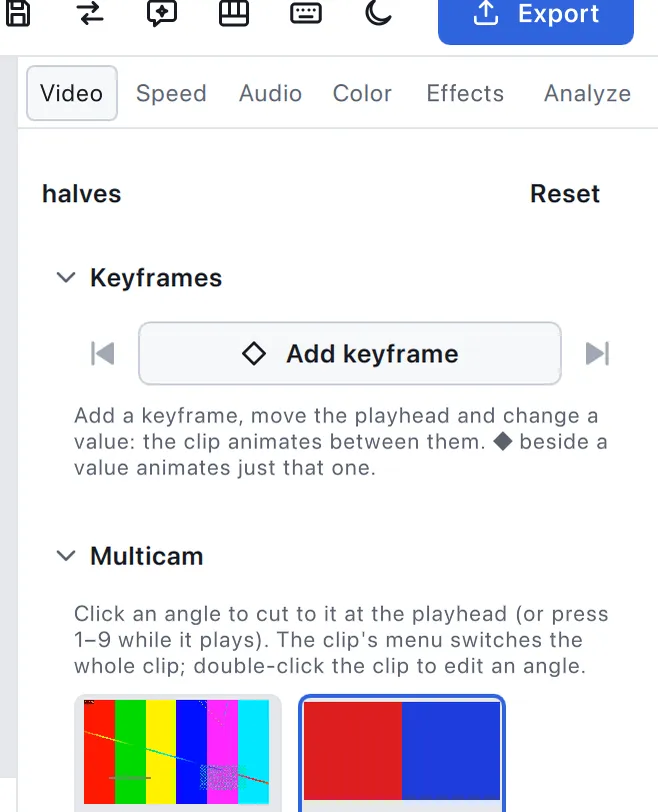 Export
Video Speed Audio Color Effects Analyze
halves Reset
Keyframes
Add keyframe
Add a keyframe, move the playhead and change a
value: the clip animates between them. ◆ beside a
value animates just that one.
Multicam
Click an angle to cut to it at the playhead (or press
1–9 while it plays). The clip's menu switches the
whole clip; double-click the clip to edit an angle.